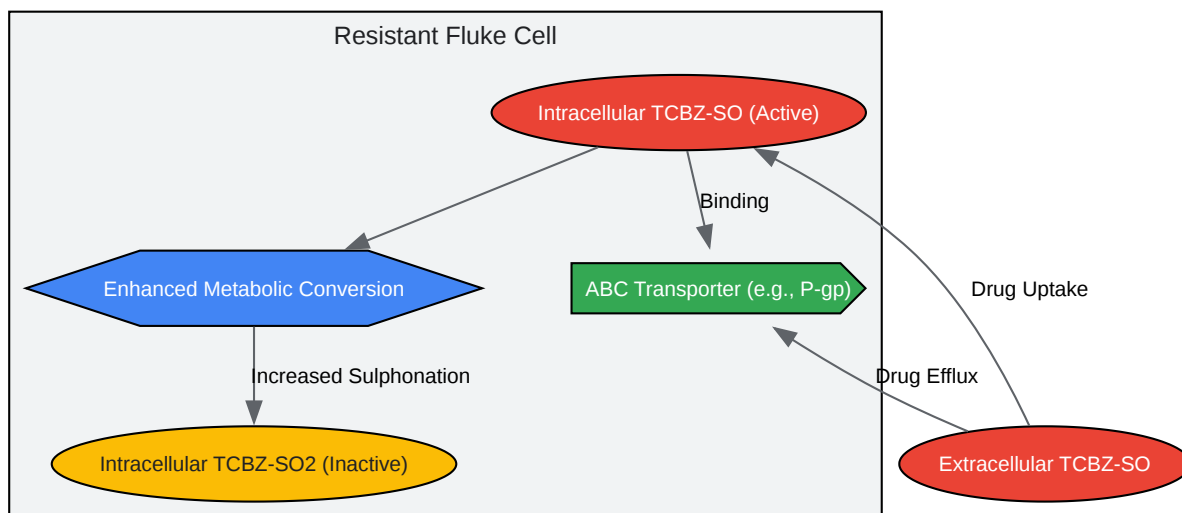 Resistant Fluke Cell
Intracellular TCBZ-SO (Active)
Binding
Enhanced Metabolic Conversion
ABC Transporter (e.g., P-gp)
Drug Uptake
Increased Sulphonation
Drug Efflux
Intracellular TCBZ-SO2 (Inactive)
Extracellular TCBZ-SO